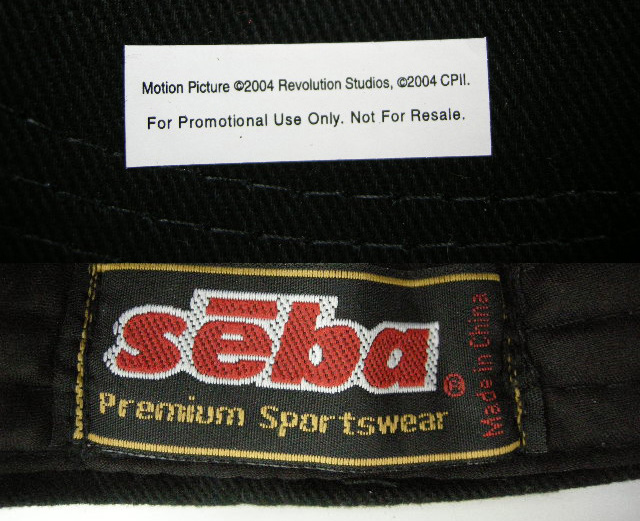 Motion Picture ©2004 Revolution Studios, ©2004 CPII.
For Promotional Use Only. Not For Resale.
sēba ®
Premium Sportswear
Made in China